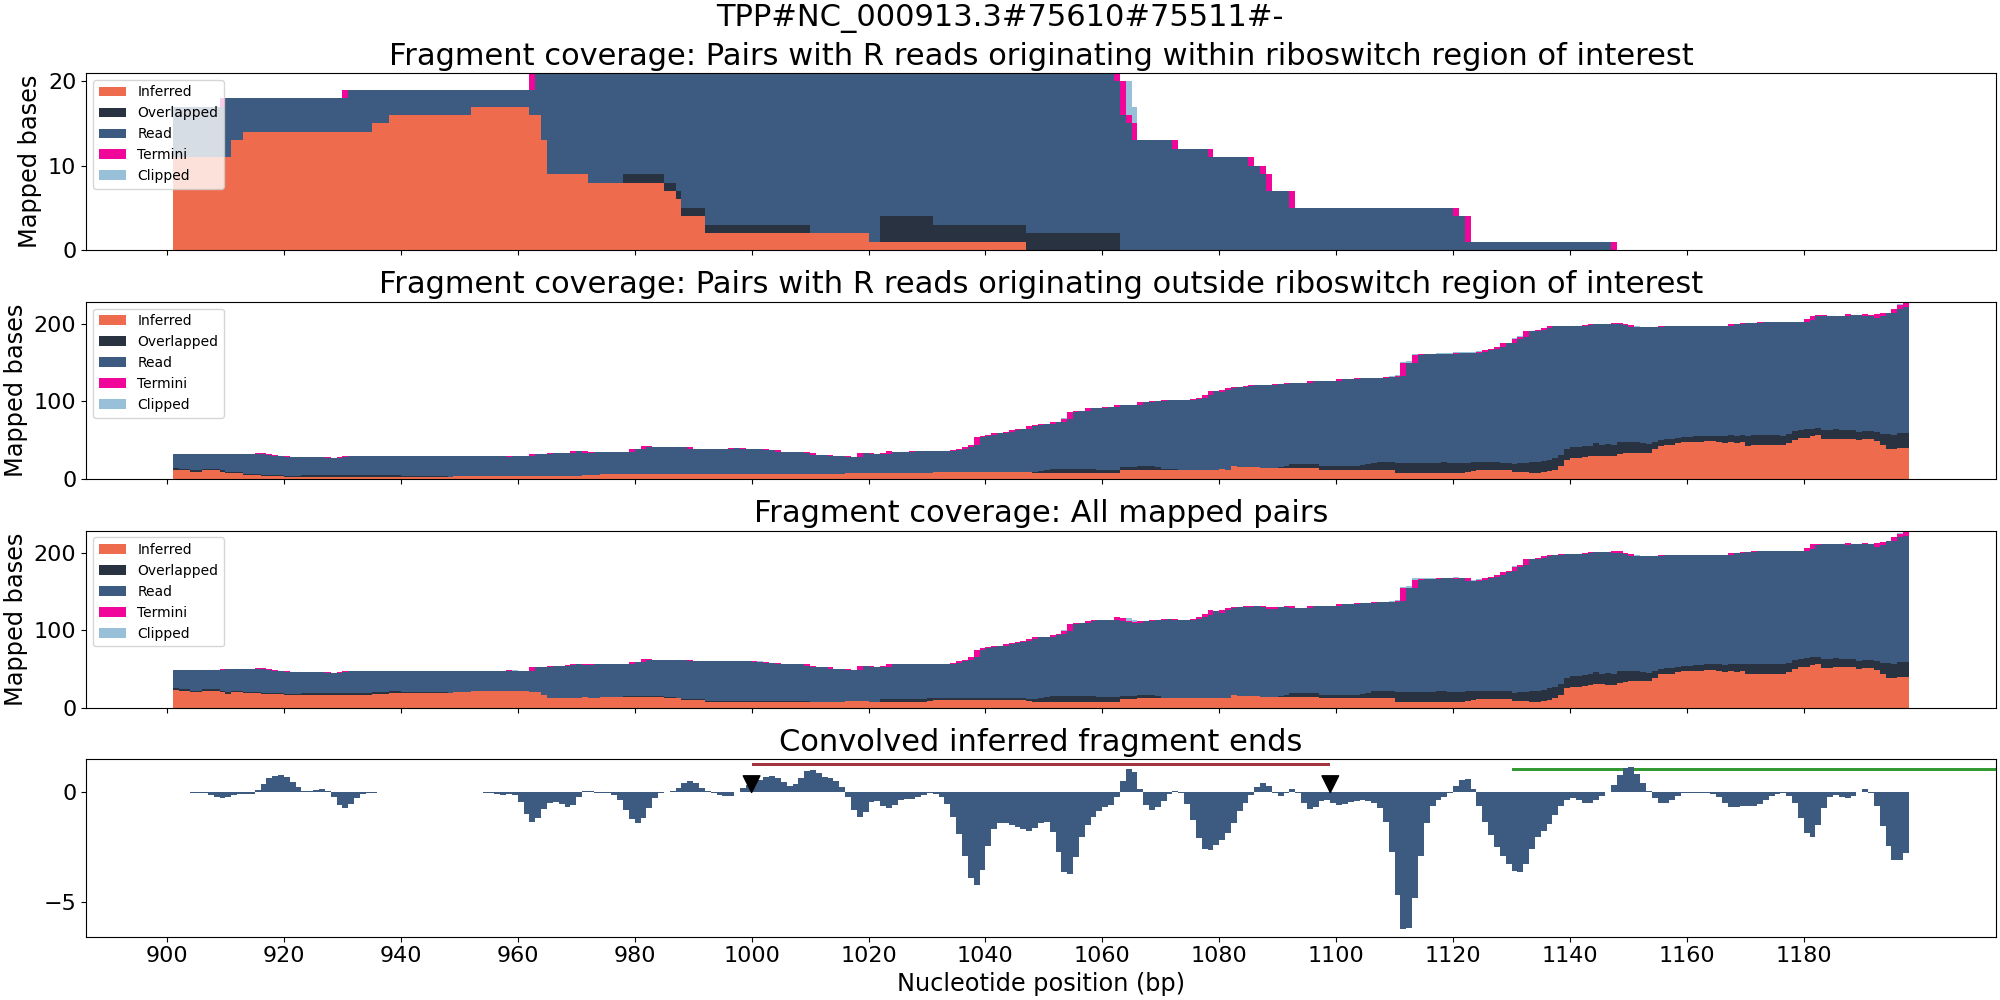 TPP#NC_000913.3#75610#75511#-
Fragment coverage: Pairs with R reads originating within riboswitch region of interest
Mapped bases
20
10
0
Inferred
Overlapped
Read
Termini
Clipped
Fragment coverage: Pairs with R reads originating outside riboswitch region of interest
Mapped bases
200
100
0
Inferred
Overlapped
Read
Termini
Clipped
Fragment coverage: All mapped pairs
Mapped bases
200
100
0
Inferred
Overlapped
Read
Termini
Clipped
Convolved inferred fragment ends
0
−5
900 920 940 960 980 1000 1020 1040 1060 1080 1100 1120 1140 1160 1180
Nucleotide position (bp)